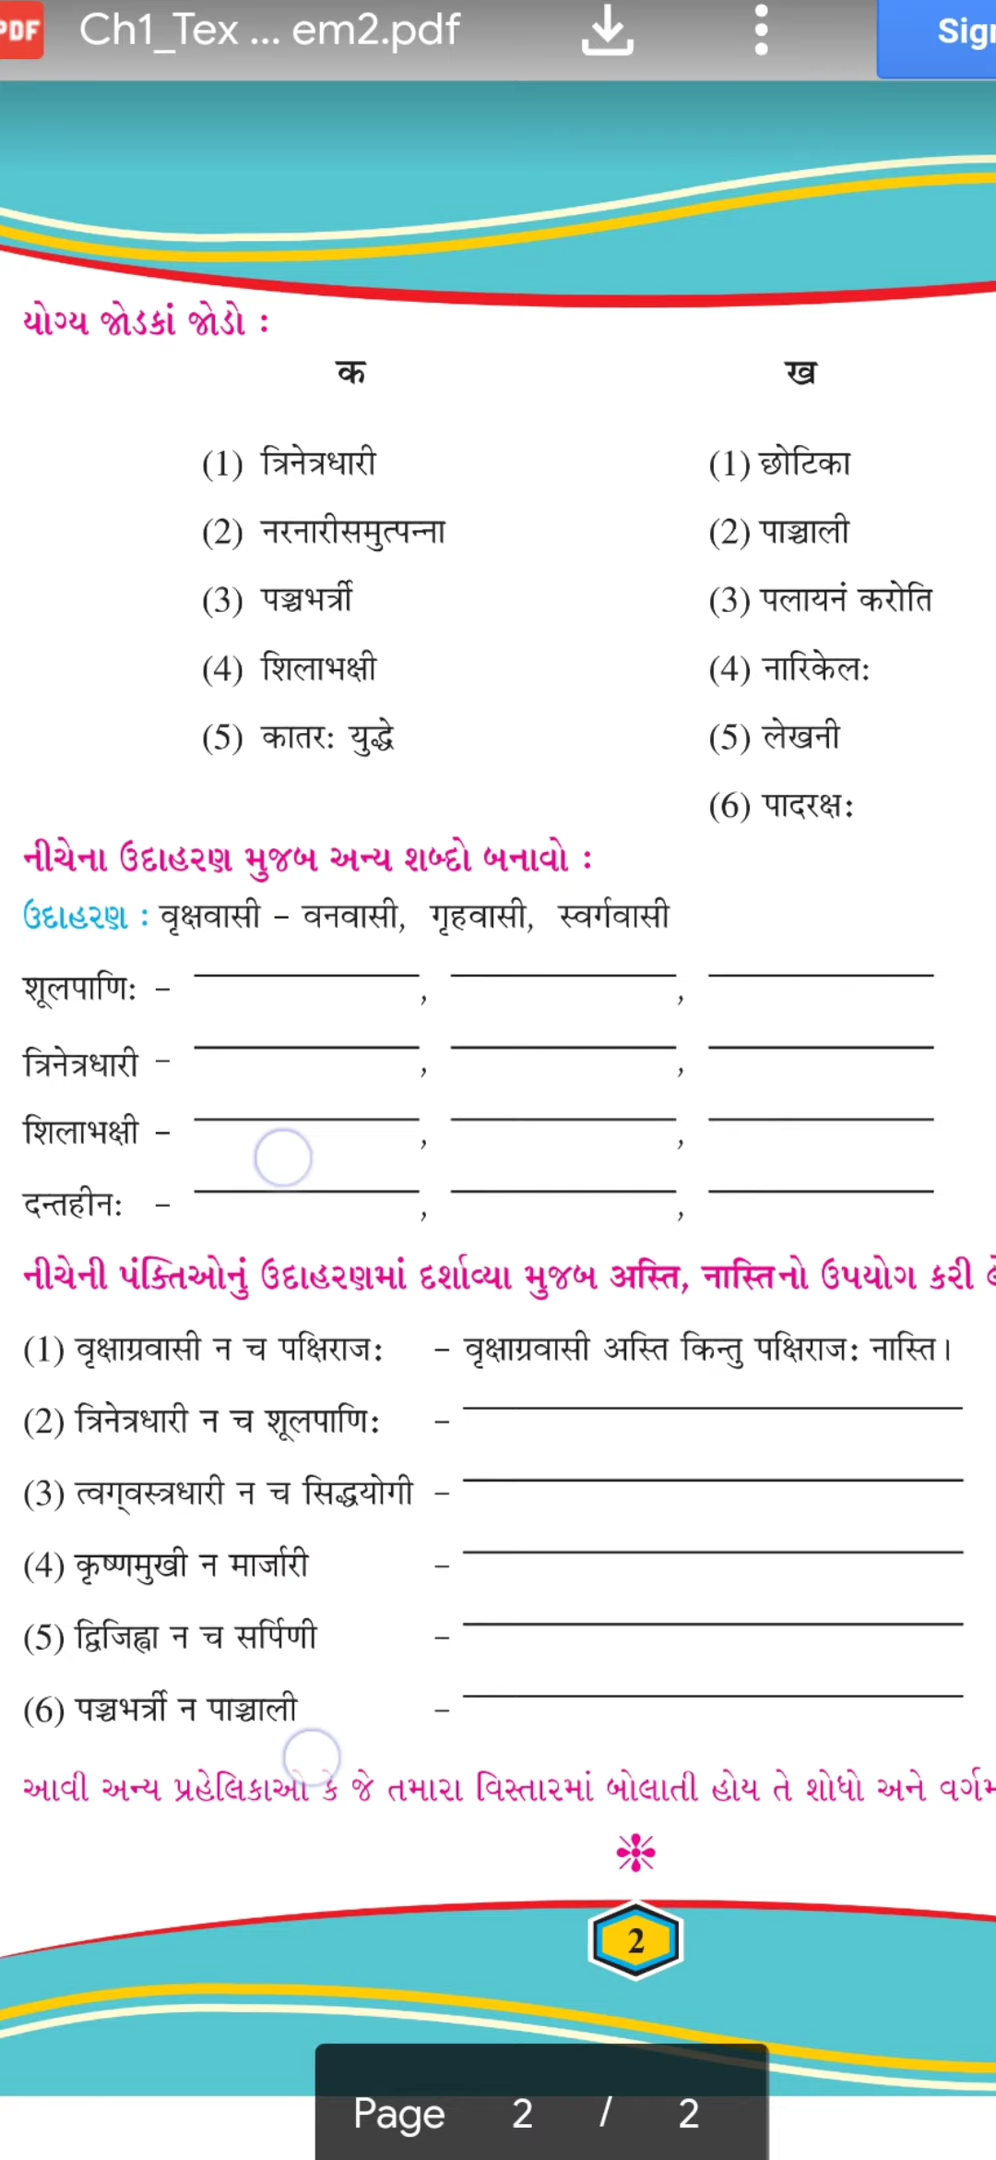 PDF Ch1_Tex ... em2.pdf Sig
યોગ્ય જોડકાં જોડો :
क ख
(1) त्रिनेत्रधारी (1) छोटिका
(2) नरनारीसमुत्पन्ना (2) पाञ्चाली
(3) पञ्चभर्त्री (3) पलायनं करोति
(4) शिलाभक्षी (4) नारिकेलः
(5) कातरः युद्धे (5) लेखनी
(6) पादरक्षः
નીચેના ઉદાહરણ મુજબ અન્ય શબ્દો બનાવો :
ઉદાહરણ : वृक्षवासी – वनवासी, गृहवासी, स्वर्गवासी
शूलपाणिः – , ,
त्रिनेत्रधारी – , ,
शिलाभक्षी – , ,
दन्तहीनः – , ,
નીચેની પંક્તિઓનું ઉદાહરણમાં દર્શાવ્યા મુજબ अस्ति, नास्तिનો ઉપયોગ કરી
(1) वृक्षाग्रवासी न च पक्षिराजः – वृक्षाग्रवासी अस्ति किन्तु पक्षिराजः नास्ति।
(2) त्रिनेत्रधारी न च शूलपाणिः –
(3) त्वग्वस्त्रधारी न च सिद्धयोगी –
(4) कृष्णमुखी न मार्जारी –
(5) द्विजिह्वा न च सर्पिणी –
(6) पञ्चभर्त्री न पाञ्चाली –
આવી અન્ય પ્રહેલિકાઓ કે જે તમારા વિસ્તારમાં બોલાતી હોય તે શોધો અને
2
Page 2 / 2